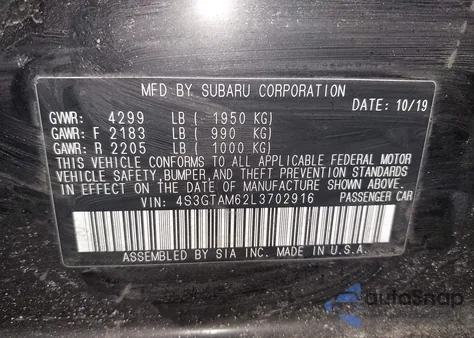 MFD BY SUBARU CORPORATION
DATE: 10/19
GVWR: 4299 LB ( 1950 KG)
GAWR: F 2183 LB ( 990 KG)
GAWR: R 2205 LB ( 1000 KG)
THIS VEHICLE CONFORMS TO ALL APPLICABLE FEDERAL MOTOR
VEHICLE SAFETY, BUMPER, AND THEFT PREVENTION STANDARDS
IN EFFECT ON THE DATE OF MANUFACTURE SHOWN ABOVE.
VIN: 4S3GTAM62L3702916 PASSENGER CAR
ASSEMBLED BY SIA INC. MADE IN U.S.A.
autoSnap